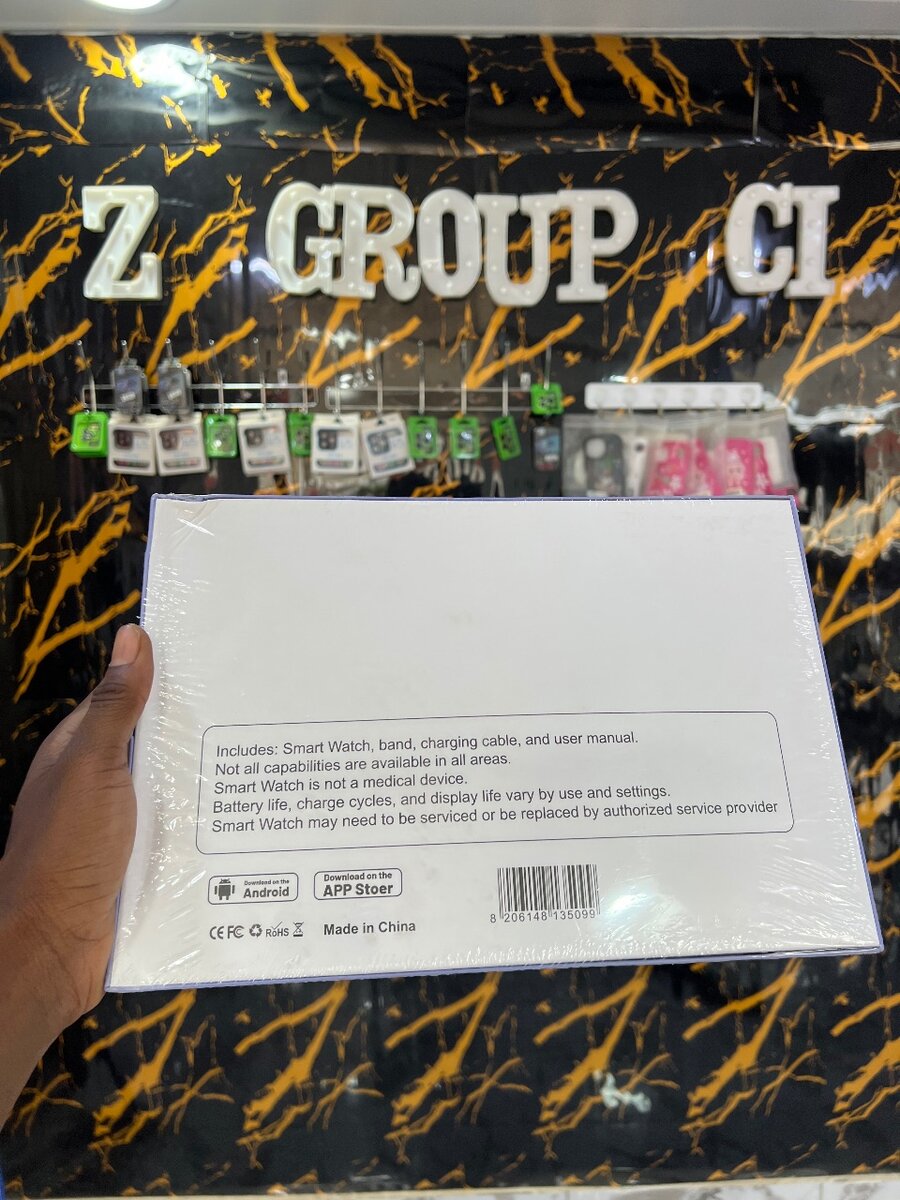 Z GROUP CI
Includes: Smart Watch, band, charging cable, and user manual.
Not all capabilities are available in all areas.
Smart Watch is not a medical device.
Battery life, charge cycles, and display life vary by use and settings.
Smart Watch may need to be serviced or be replaced by authorized service provider
Download on the
Android
Download on the
APP Stoer
CE FC RoHS
Made in China
8 206148 135099